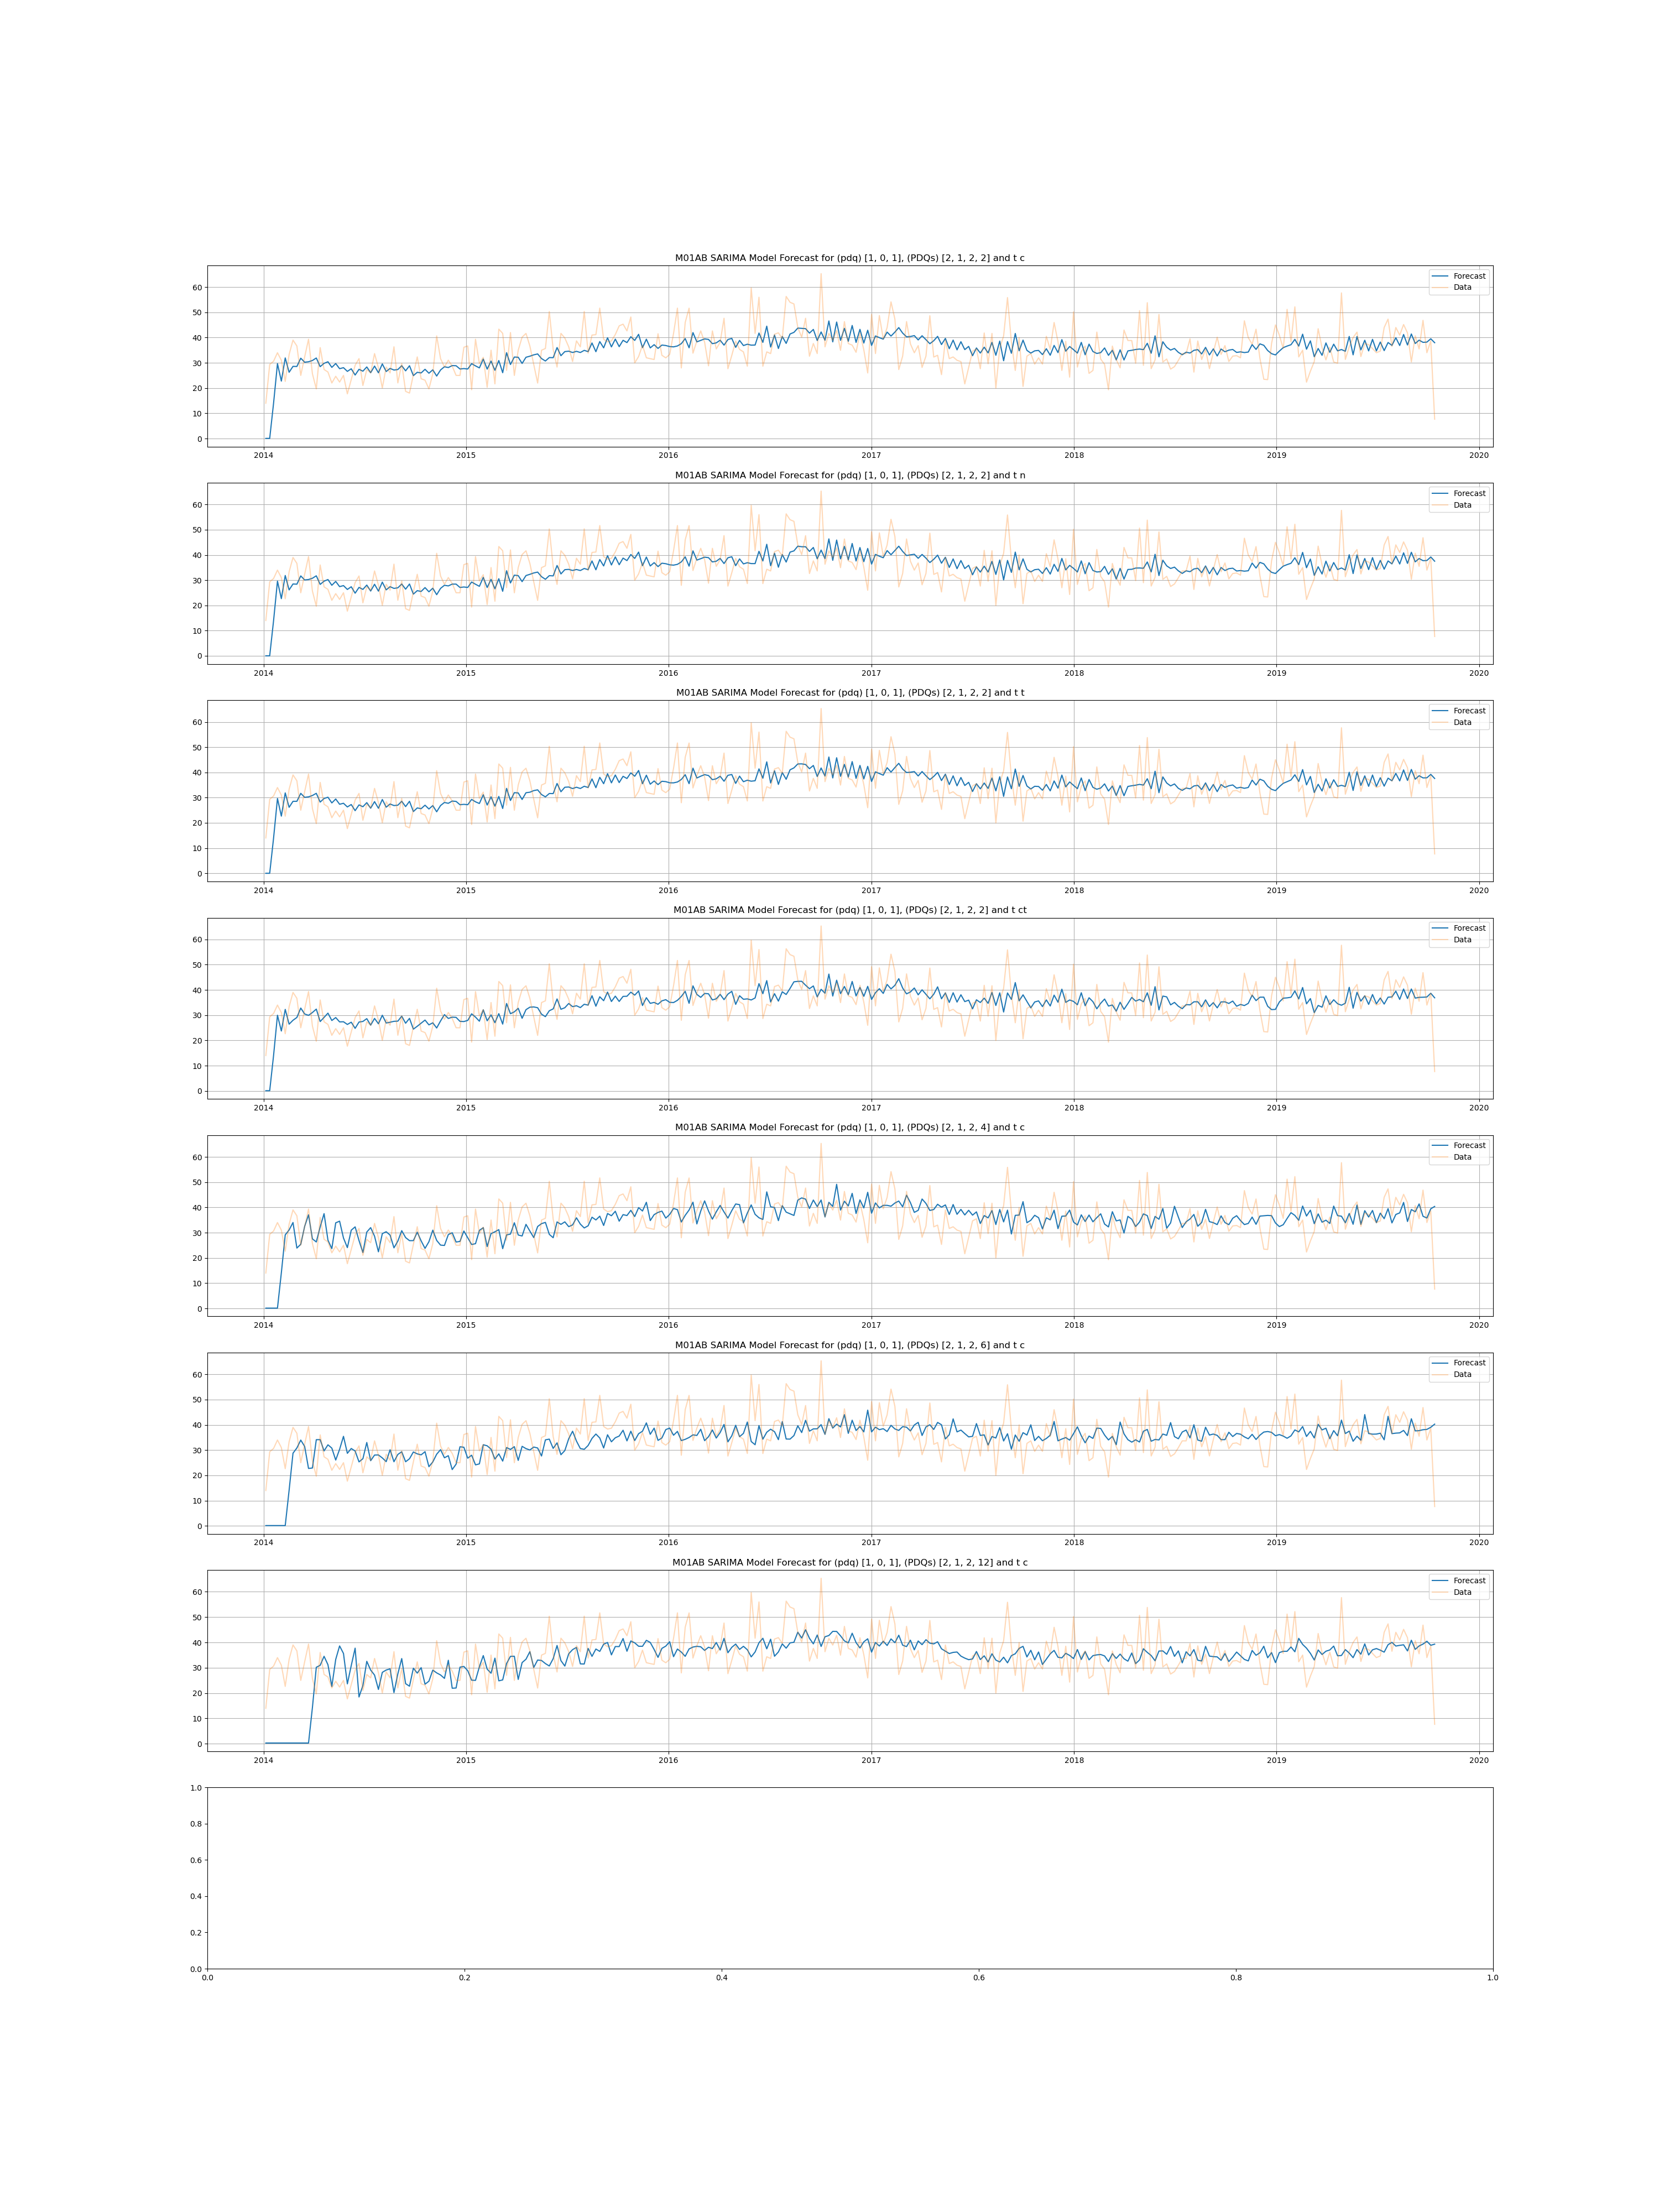 M01AB SARIMA Model Forecast for (pdq) [1, 0, 1], (PDQs) [2, 1, 2, 2] and t c
Forecast
Data
60
50
40
30
20
10
0
2014 2015 2016 2017 2018 2019 2020
M01AB SARIMA Model Forecast for (pdq) [1, 0, 1], (PDQs) [2, 1, 2, 2] and t n
Forecast
Data
60
50
40
30
20
10
0
2014 2015 2016 2017 2018 2019 2020
M01AB SARIMA Model Forecast for (pdq) [1, 0, 1], (PDQs) [2, 1, 2, 2] and t t
Forecast
Data
60
50
40
30
20
10
0
2014 2015 2016 2017 2018 2019 2020
M01AB SARIMA Model Forecast for (pdq) [1, 0, 1], (PDQs) [2, 1, 2, 2] and t ct
Forecast
Data
60
50
40
30
20
10
0
2014 2015 2016 2017 2018 2019 2020
M01AB SARIMA Model Forecast for (pdq) [1, 0, 1], (PDQs) [2, 1, 2, 4] and t c
Forecast
Data
60
50
40
30
20
10
0
2014 2015 2016 2017 2018 2019 2020
M01AB SARIMA Model Forecast for (pdq) [1, 0, 1], (PDQs) [2, 1, 2, 6] and t c
Forecast
Data
60
50
40
30
20
10
0
2014 2015 2016 2017 2018 2019 2020
M01AB SARIMA Model Forecast for (pdq) [1, 0, 1], (PDQs) [2, 1, 2, 12] and t c
Forecast
Data
60
50
40
30
20
10
0
2014 2015 2016 2017 2018 2019 2020
1.0
0.8
0.6
0.4
0.2
0.0
0.0 0.2 0.4 0.6 0.8 1.0